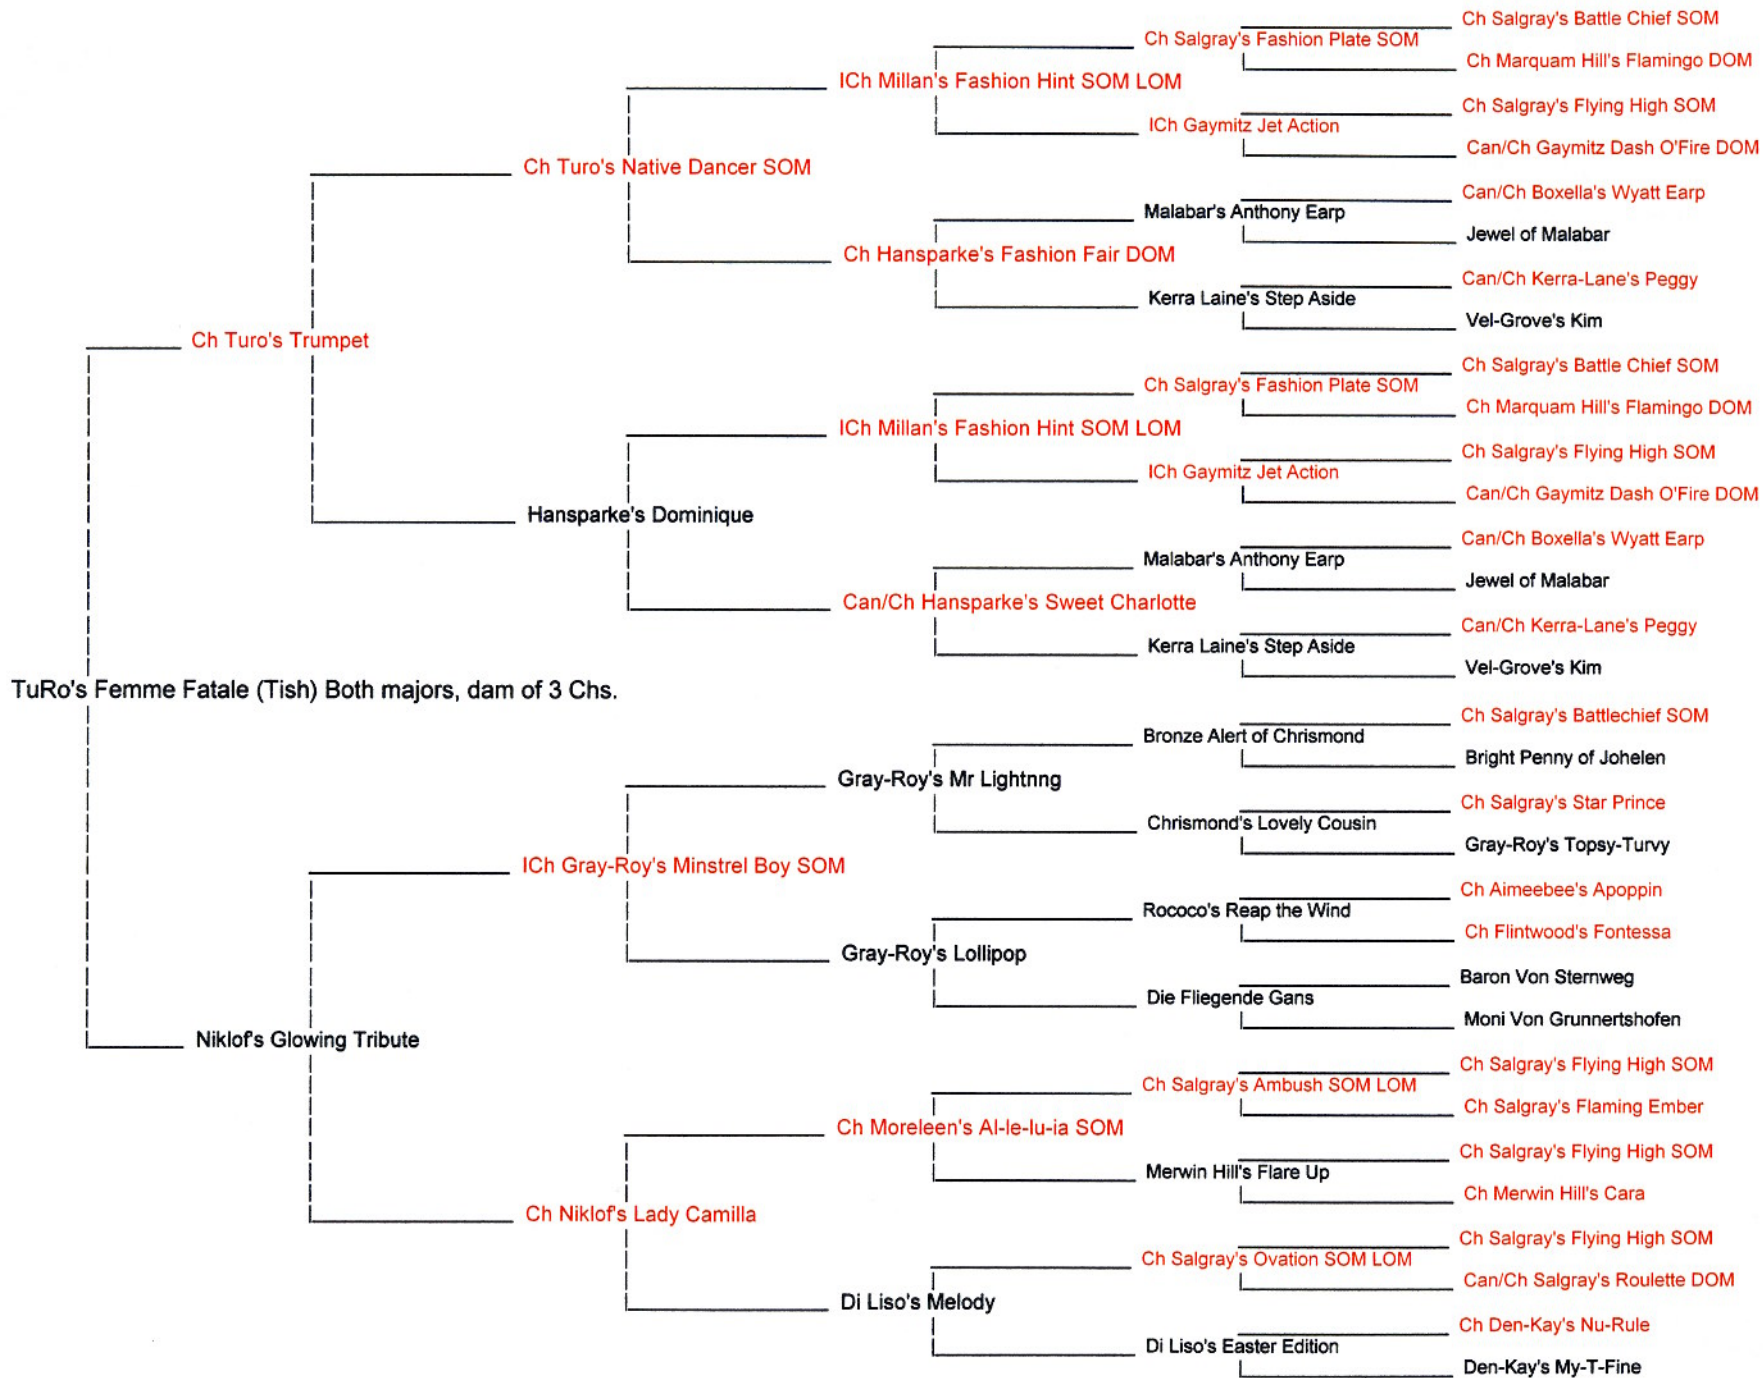 Ch Salgray's Battle Chief SOM
Ch Salgray's Fashion Plate SOM
Ch Marquam Hill's Flamingo DOM
ICh Millan's Fashion Hint SOM LOM
Ch Salgray's Flying High SOM
ICh Gaymitz Jet Action
Can/Ch Gaymitz Dash O'Fire DOM
Ch Turo's Native Dancer SOM
Can/Ch Boxella's Wyatt Earp
Malabar's Anthony Earp
Jewel of Malabar
Ch Hansparke's Fashion Fair DOM
Can/Ch Kerra-Lane's Peggy
Kerra Laine's Step Aside
Vel-Grove's Kim
Ch Turo's Trumpet
Ch Salgray's Battle Chief SOM
Ch Salgray's Fashion Plate SOM
Ch Marquam Hill's Flamingo DOM
ICh Millan's Fashion Hint SOM LOM
Ch Salgray's Flying High SOM
ICh Gaymitz Jet Action
Can/Ch Gaymitz Dash O'Fire DOM
Hansparke's Dominique
Can/Ch Boxella's Wyatt Earp
Malabar's Anthony Earp
Jewel of Malabar
Can/Ch Hansparke's Sweet Charlotte
Can/Ch Kerra-Lane's Peggy
Kerra Laine's Step Aside
Vel-Grove's Kim
TuRo's Femme Fatale (Tish) Both majors, dam of 3 Chs.
Ch Salgray's Battlechief SOM
Bronze Alert of Chrismond
Bright Penny of Johelen
Gray-Roy's Mr Lightnng
Ch Salgray's Star Prince
Chrismond's Lovely Cousin
Gray-Roy's Topsy-Turvy
ICh Gray-Roy's Minstrel Boy SOM
Ch Aimeebee's Apoppin
Rococo's Reap the Wind
Ch Flintwood's Fontessa
Gray-Roy's Lollipop
Baron Von Sternweg
Die Fliegende Gans
Moni Von Grunnertshofen
Niklof's Glowing Tribute
Ch Salgray's Flying High SOM
Ch Salgray's Ambush SOM LOM
Ch Salgray's Flaming Ember
Ch Moreleen's Al-le-lu-ia SOM
Ch Salgray's Flying High SOM
Merwin Hill's Flare Up
Ch Merwin Hill's Cara
Ch Niklof's Lady Camilla
Ch Salgray's Flying High SOM
Ch Salgray's Ovation SOM LOM
Can/Ch Salgray's Roulette DOM
Di Liso's Melody
Ch Den-Kay's Nu-Rule
Di Liso's Easter Edition
Den-Kay's My-T-Fine